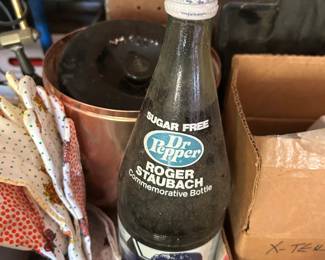 SUGAR FREE
Dr
Pepper
ROGER
STAUBACH
Commemorative Bottle